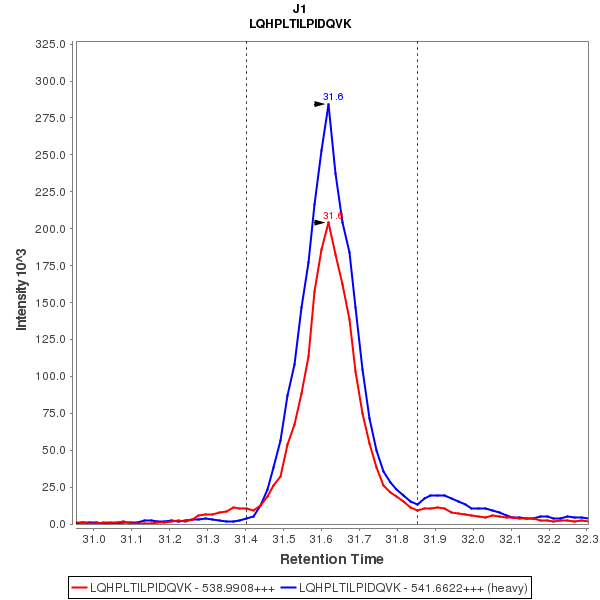 J1
LQHPLTILPIDQVK
Intensity 10^3
325.0
300.0
275.0
250.0
225.0
200.0
175.0
150.0
125.0
100.0
75.0
50.0
25.0
0.0
31.6
31.6
31.0 31.1 31.2 31.3 31.4 31.5 31.6 31.7 31.8 31.9 32.0 32.1 32.2 32.3
Retention Time
LQHPLTILPIDQVK - 538.9908+++ LQHPLTILPIDQVK - 541.6622+++ (heavy)